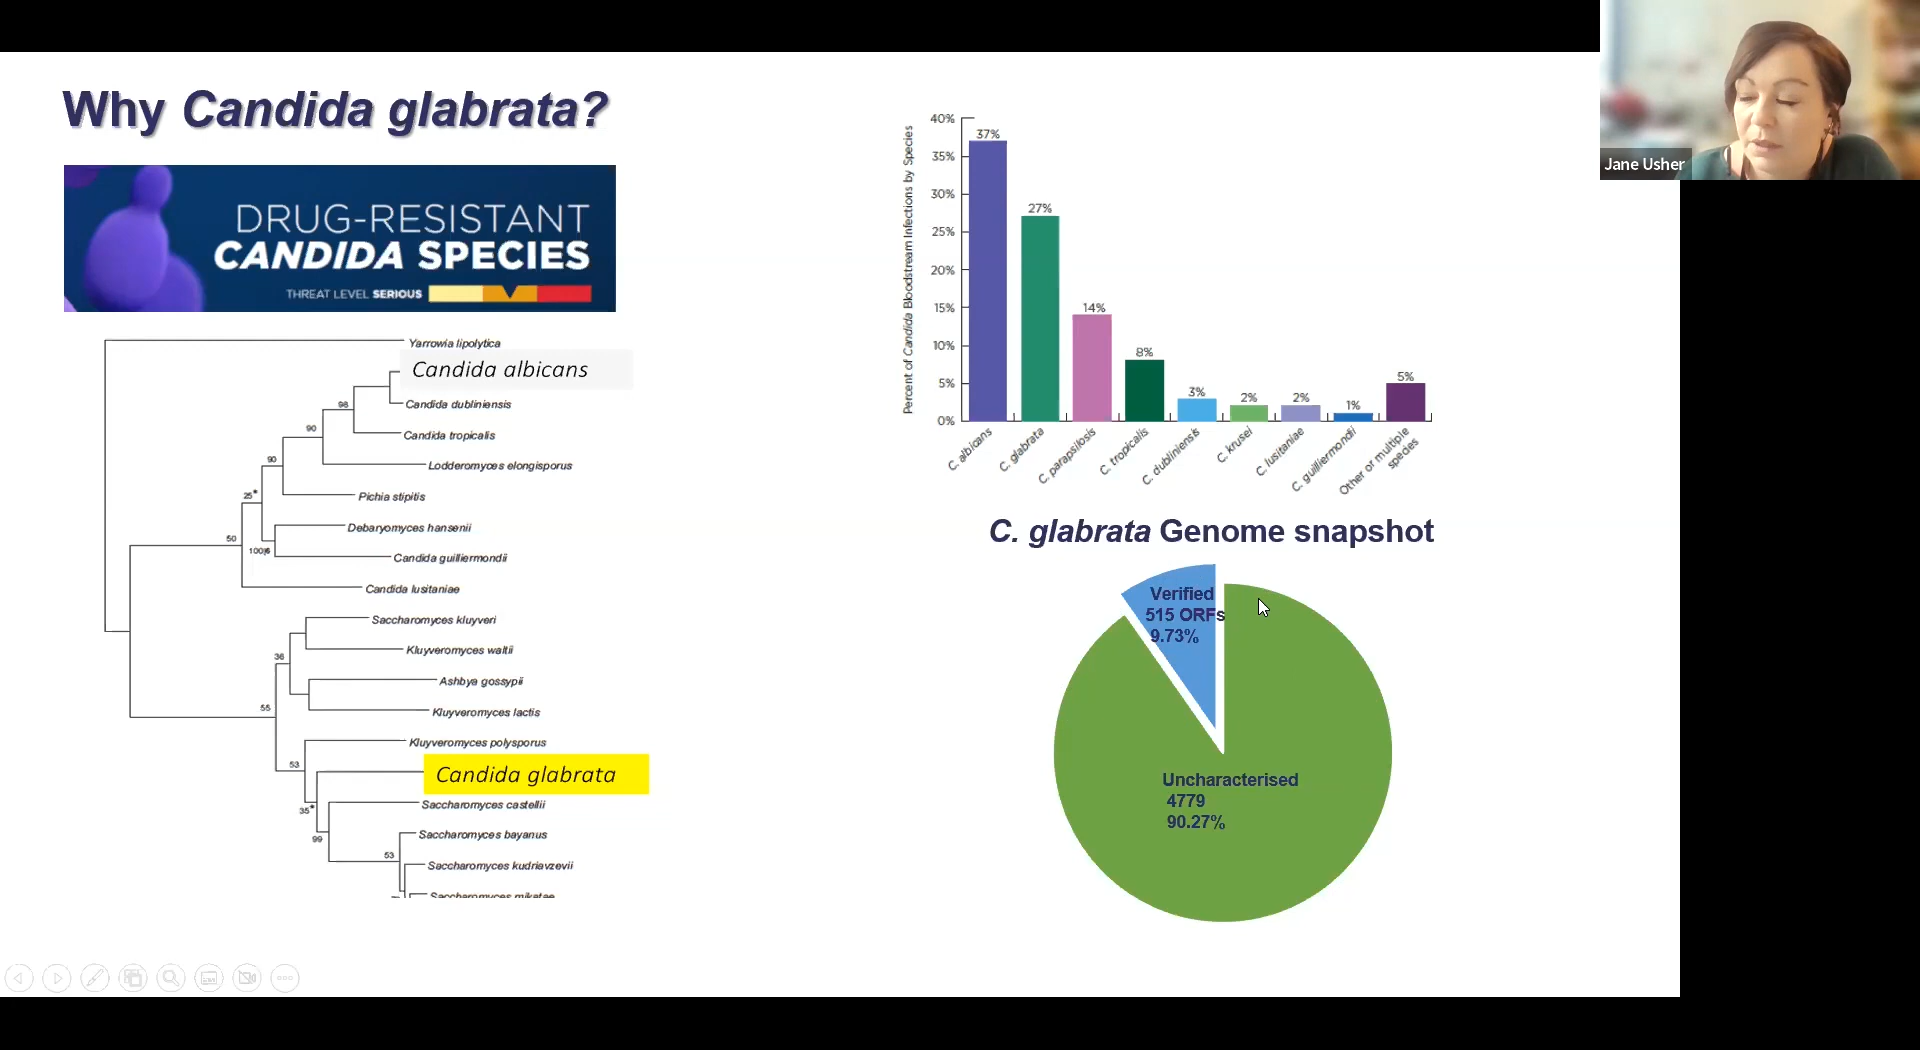 Why Candida glabrata?
DRUG-RESISTANT
CANDIDA SPECIES
THREAT LEVEL SERIOUS
Yarrowia lipolytica
Candida albicans
Candida dubliniensis
98
Candida tropicalis
90
Lodderomyces elongisporus
90
Pichia stipitis
25*
Debaryomyces hansenii
50
Candida guilliermondii
Candida lusitaniae
Saccharomyces kluyveri
Kluyveromyces waltii
36
Ashbya gossypii
Kluyveromyces lactis
55
Kluyveromyces polysporus
53
Candida glabrata
Saccharomyces castellii
35*
Saccharomyces bayanus
99
53
Saccharomyces kudriavzevii
Saccharomyces mikatae
Percent of Candida Bloodstream Infections by Species
40%
35%
30%
25%
20%
15%
10%
5%
0%
37%
27%
14%
8%
3%
2%
2%
1%
5%
C. albicans
C. glabrata
C. parapsilosis
C. tropicalis
C. dubliniensis
C. krusei
C. lusitaniae
C. guilliermondii
Other or multiple
species
C. glabrata Genome snapshot
Verified
515 ORFs
9.73%
Uncharacterised
4779
90.27%
Jane Usher